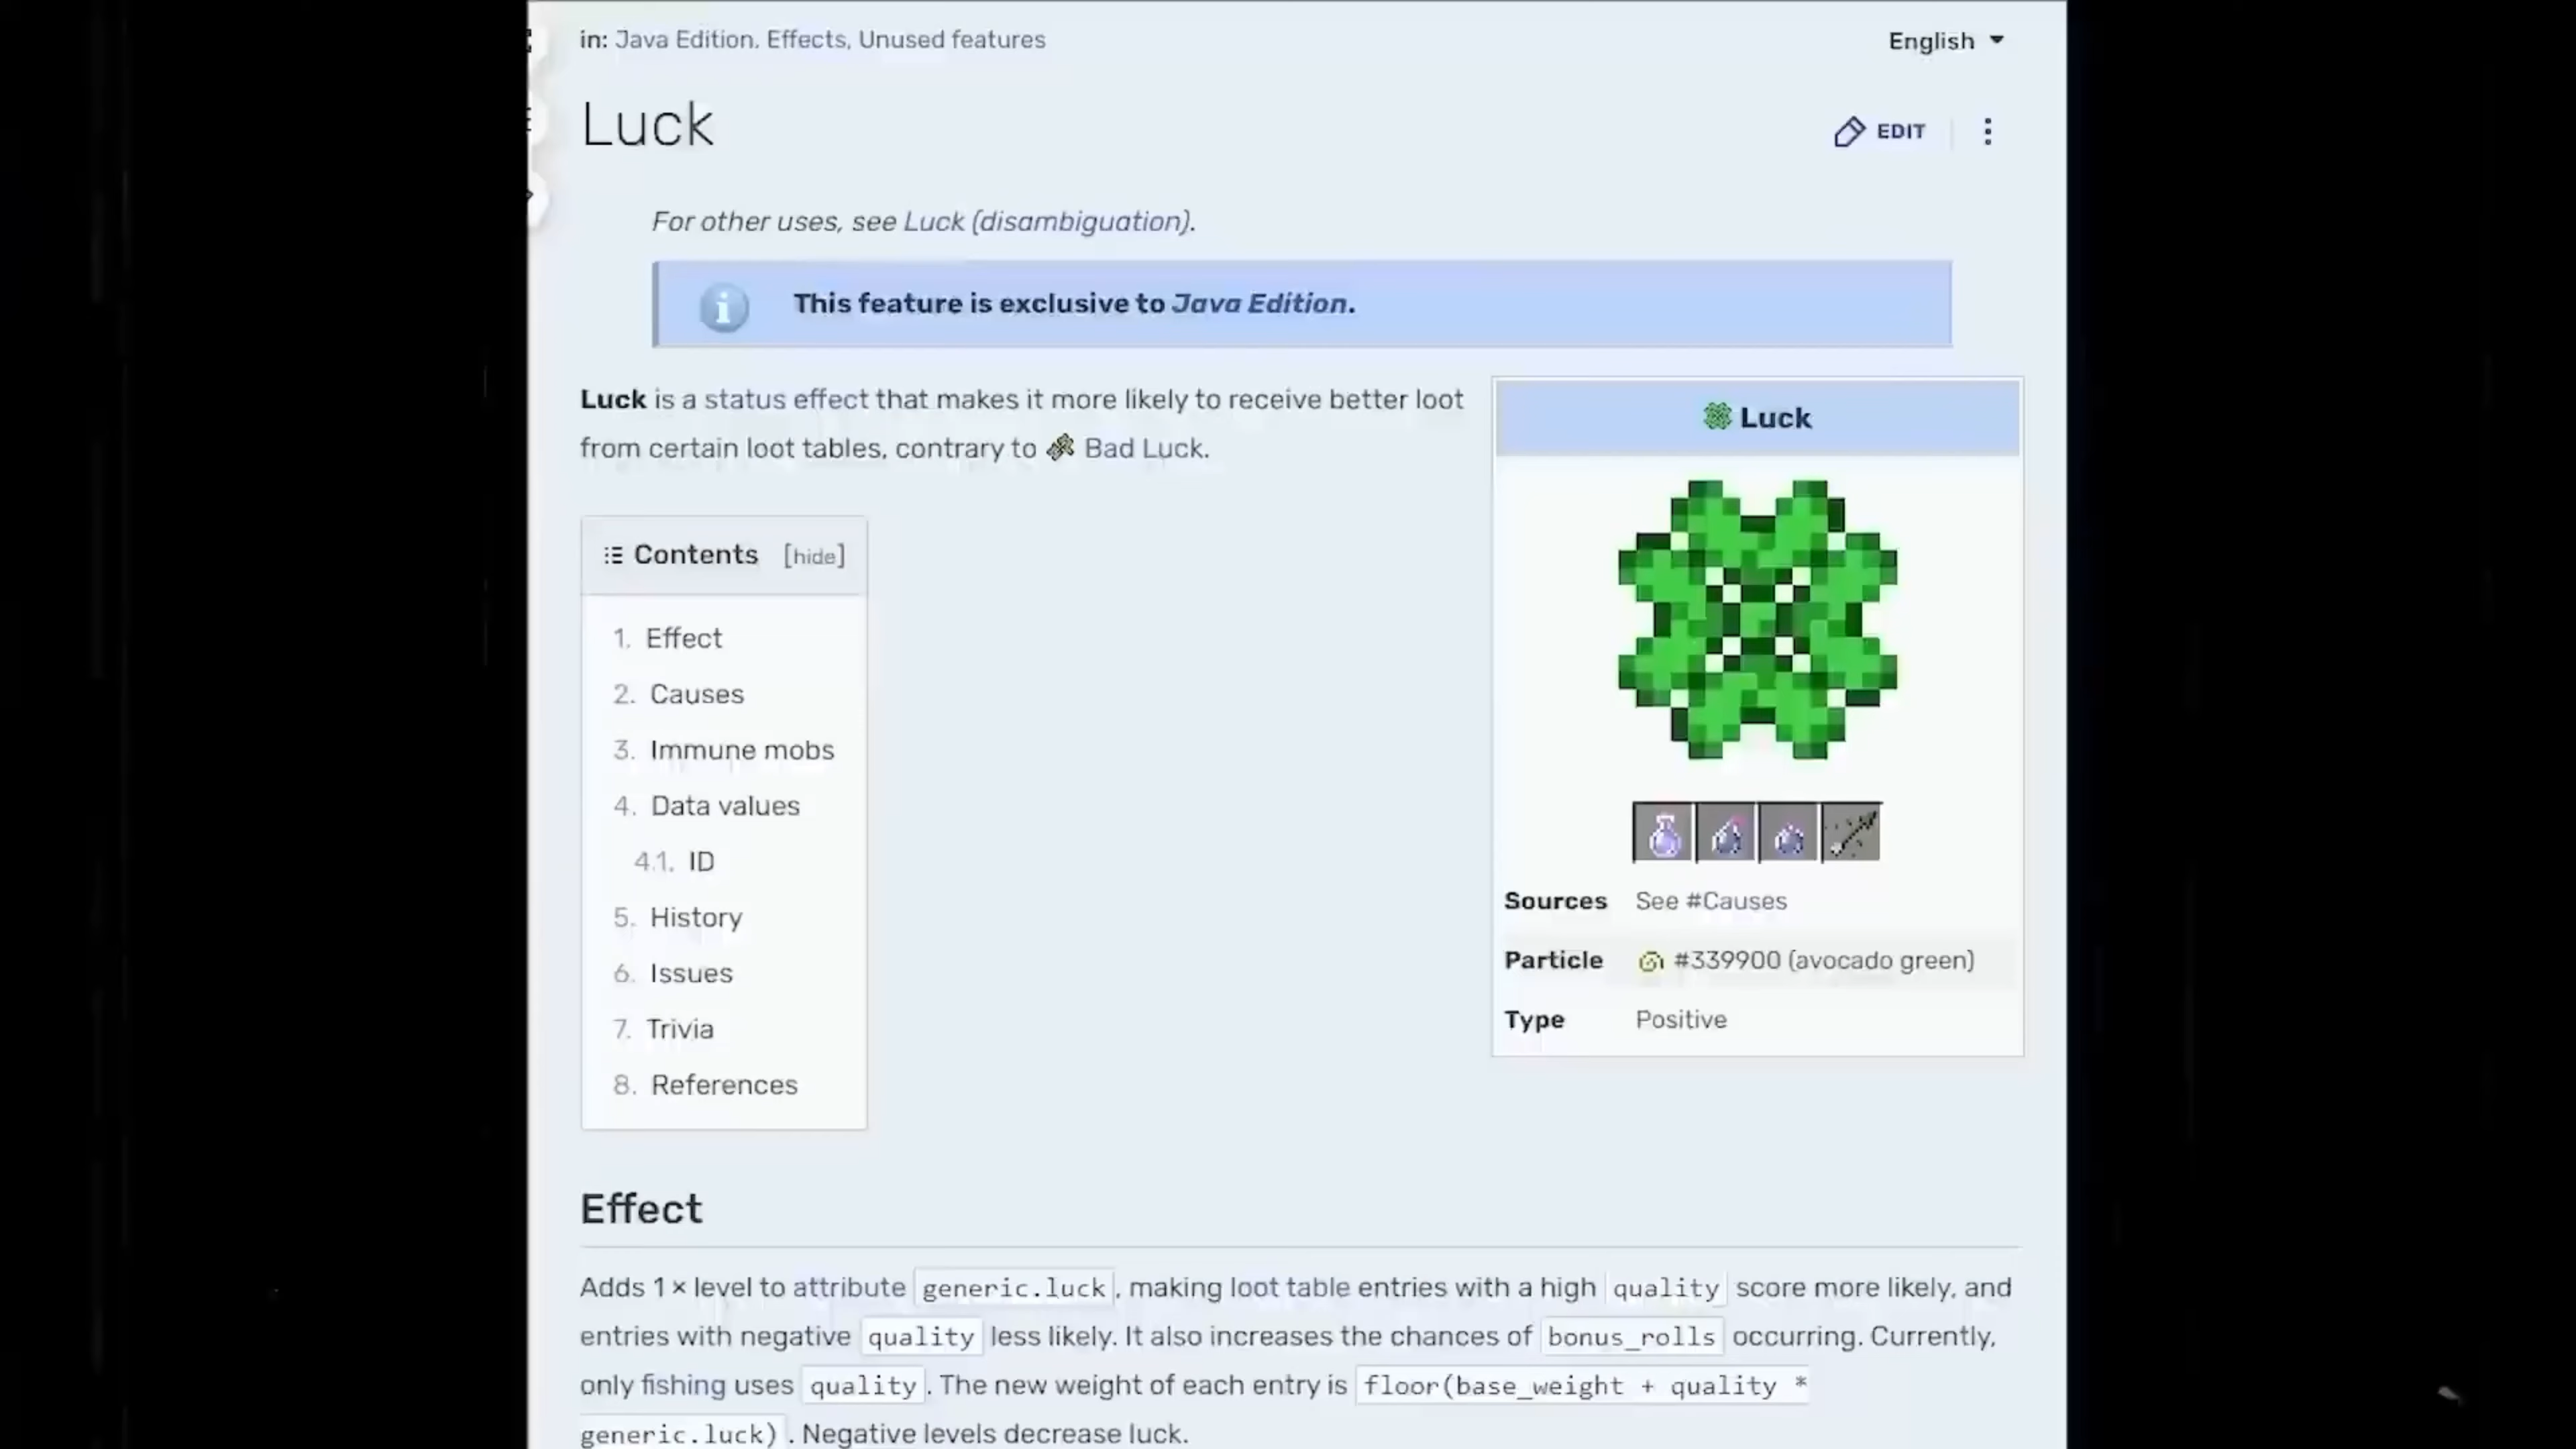 in: Java Edition, Effects, Unused features
English
Luck
EDIT
For other uses, see Luck (disambiguation).
This feature is exclusive to Java Edition.
Luck is a status effect that makes it more likely to receive better loot
from certain loot tables, contrary to Bad Luck.
Contents [hide]
1. Effect
2. Causes
3. Immune mobs
4. Data values
4.1. ID
5. History
6. Issues
7. Trivia
8. References
Luck
Sources See #Causes
Particle #339900 (avocado green)
Type Positive
Effect
Adds 1 × level to attribute generic.luck, making loot table entries with a high quality score more likely, and
entries with negative quality less likely. It also increases the chances of bonus_rolls occurring. Currently,
only fishing uses quality. The new weight of each entry is floor(base_weight + quality *
generic.luck). Negative levels decrease luck.